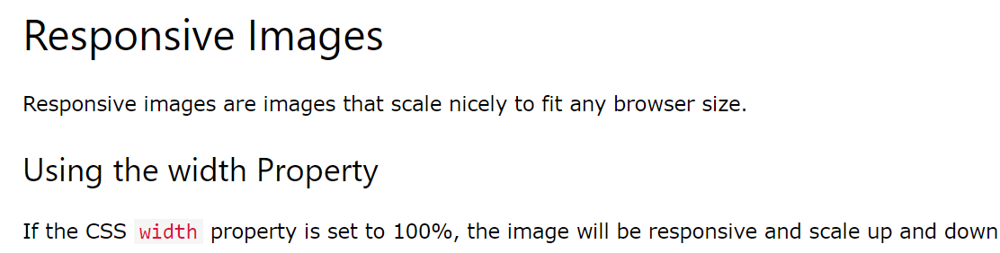 Responsive Images
Responsive images are images that scale nicely to fit any browser size.
Using the width Property
If the CSS width property is set to 100%, the image will be responsive and scale up and down